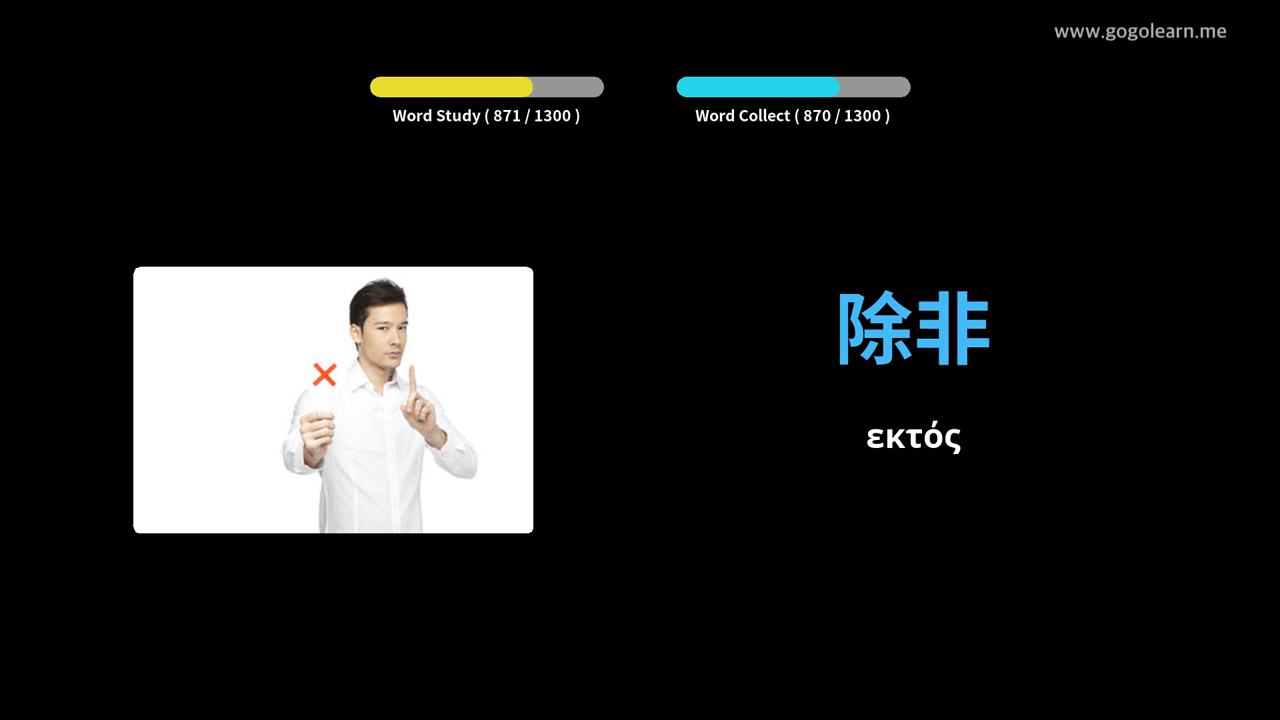 www.gogolearn.me
Word Study ( 871 / 1300 )
Word Collect ( 870 / 1300 )
除非
εκτός